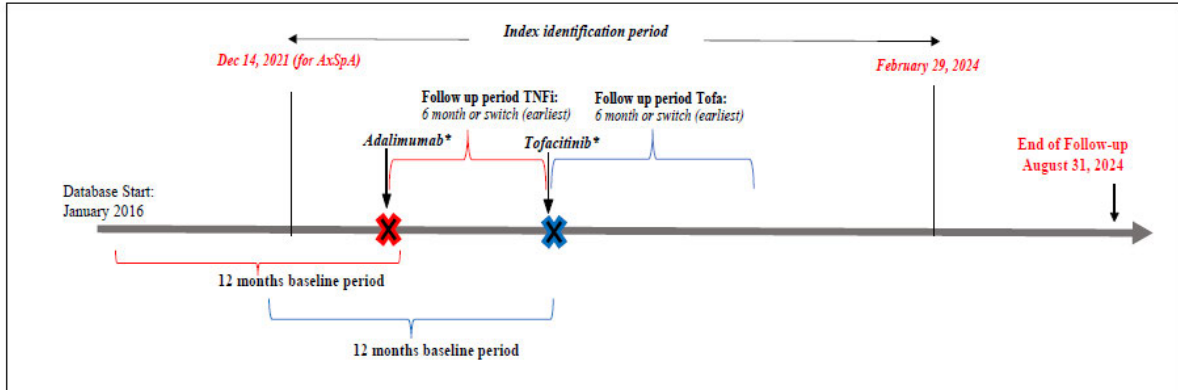 Index identification period
Dec 14, 2021 (for AxSpA)
February 29, 2024
Follow up period TNFi:
6 month or switch (earliest)
Follow up period Tofa:
6 month or switch (earliest)
Adalimumab*
Tofacitinib*
End of Follow-up
August 31, 2024
Database Start:
January 2016
12 months baseline period
12 months baseline period